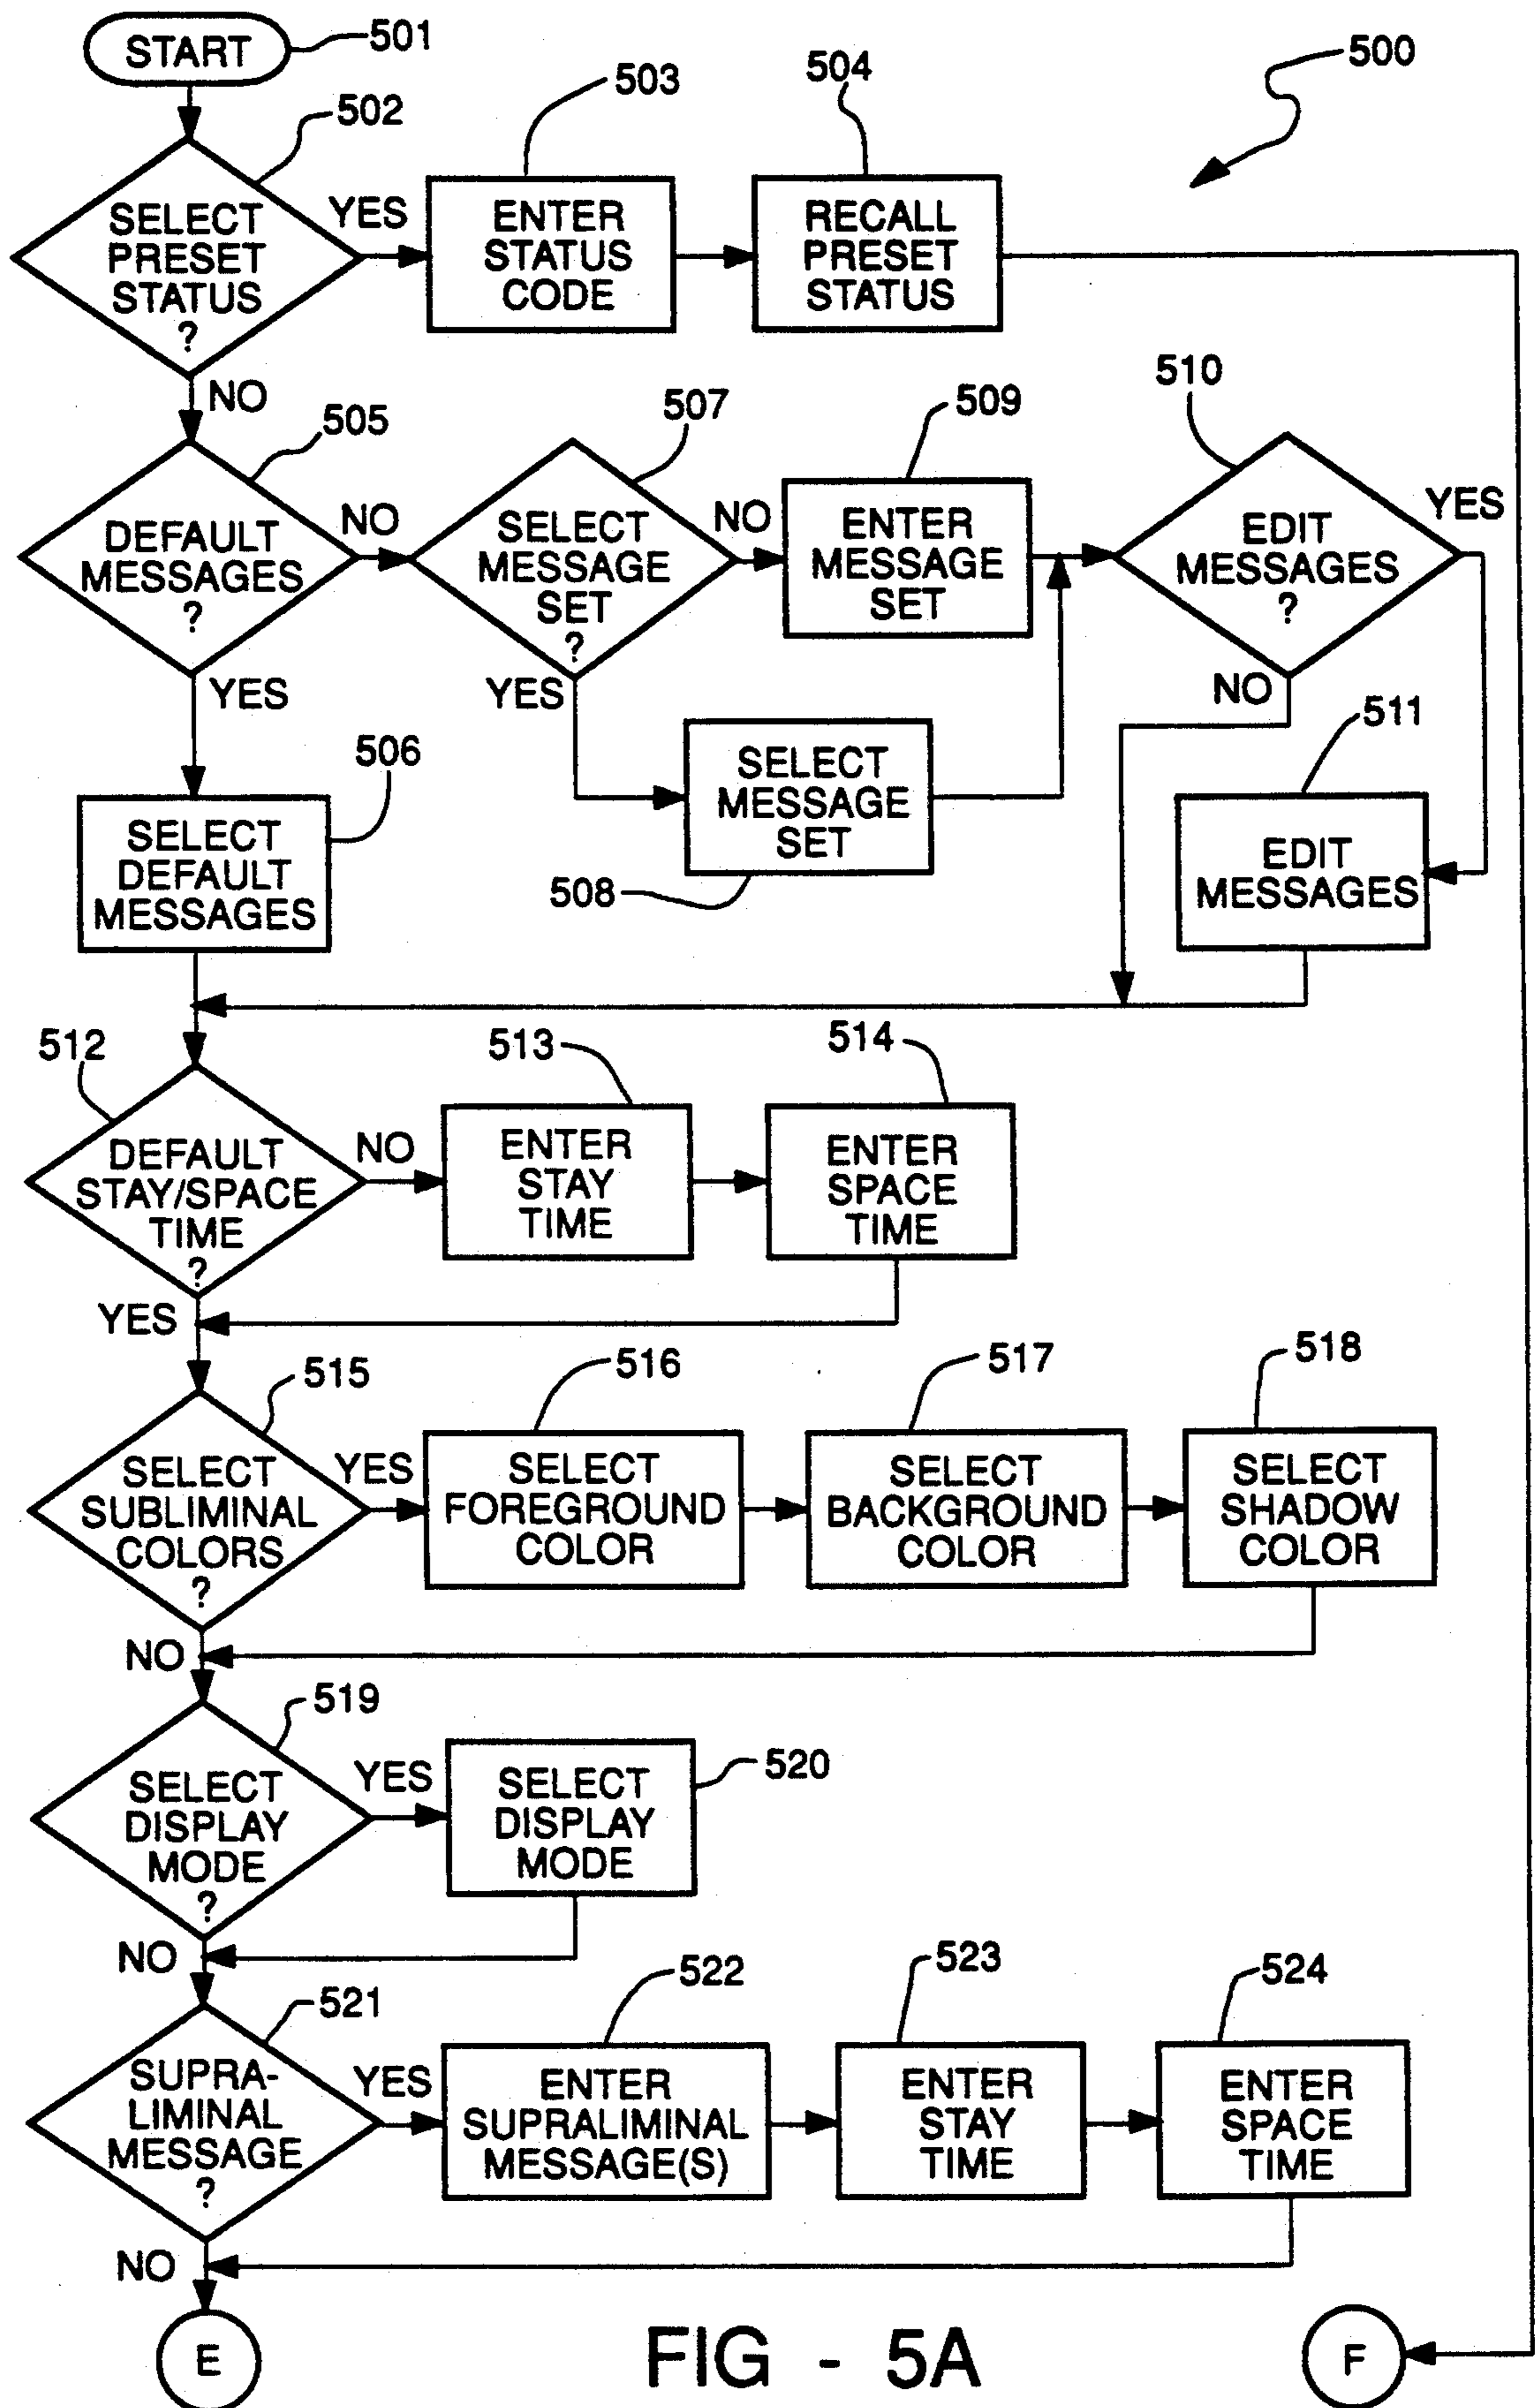 START
501
500
502
503
504
SELECT
PRESET
STATUS
?
YES
ENTER
STATUS
CODE
RECALL
PRESET
STATUS
NO
505
507
509
510
DEFAULT
MESSAGES
?
NO
SELECT
MESSAGE
SET
?
NO
ENTER
MESSAGE
SET
EDIT
MESSAGES
?
YES
YES
YES
NO
506
SELECT
DEFAULT
MESSAGES
SELECT
MESSAGE
SET
508
511
EDIT
MESSAGES
512
513
514
DEFAULT
STAY/SPACE
TIME
?
NO
ENTER
STAY
TIME
ENTER
SPACE
TIME
YES
515
516
517
518
SELECT
SUBLIMINAL
COLORS
?
YES
SELECT
FOREGROUND
COLOR
SELECT
BACKGROUND
COLOR
SELECT
SHADOW
COLOR
NO
519
520
SELECT
DISPLAY
MODE
?
YES
SELECT
DISPLAY
MODE
NO
521
522
523
524
SUPRA-
LIMINAL
MESSAGE
?
YES
ENTER
SUPRALIMINAL
MESSAGE(S)
ENTER
STAY
TIME
ENTER
SPACE
TIME
NO
E
FIG - 5A
F